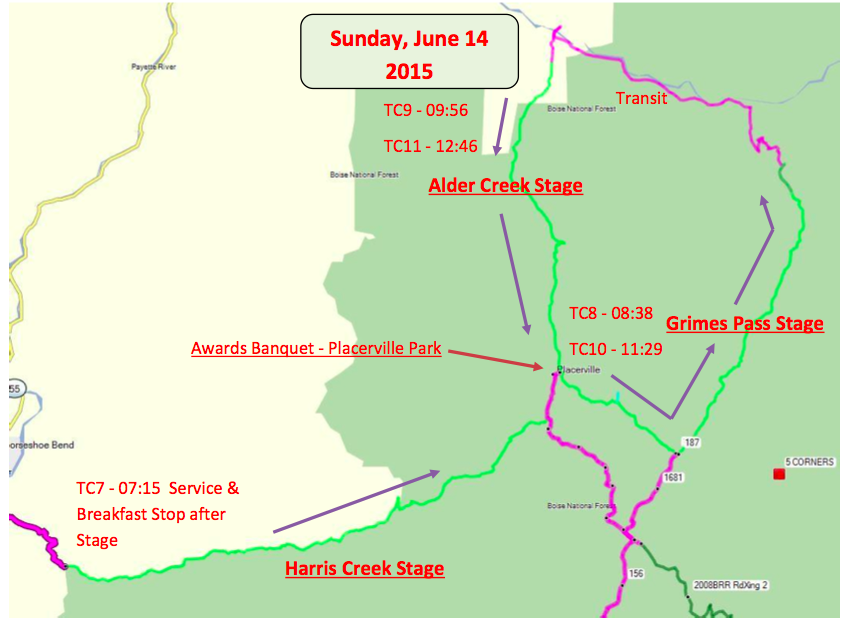 Sunday, June 14
2015
Payette River
TC9 - 09:56
Transit
Boise National Forest
TC11 - 12:46
Boise National Forest
Alder Creek Stage
TC8 - 08:38
Grimes Pass Stage
Awards Banquet - Placerville Park
TC10 - 11:29
Placerville
55
orseshoe Bend
187
5 CORNERS
1681
TC7 - 07:15 Service &
Breakfast Stop after
Stage
Boise National Forest
Harris Creek Stage
156
2008BRR RdXing 2